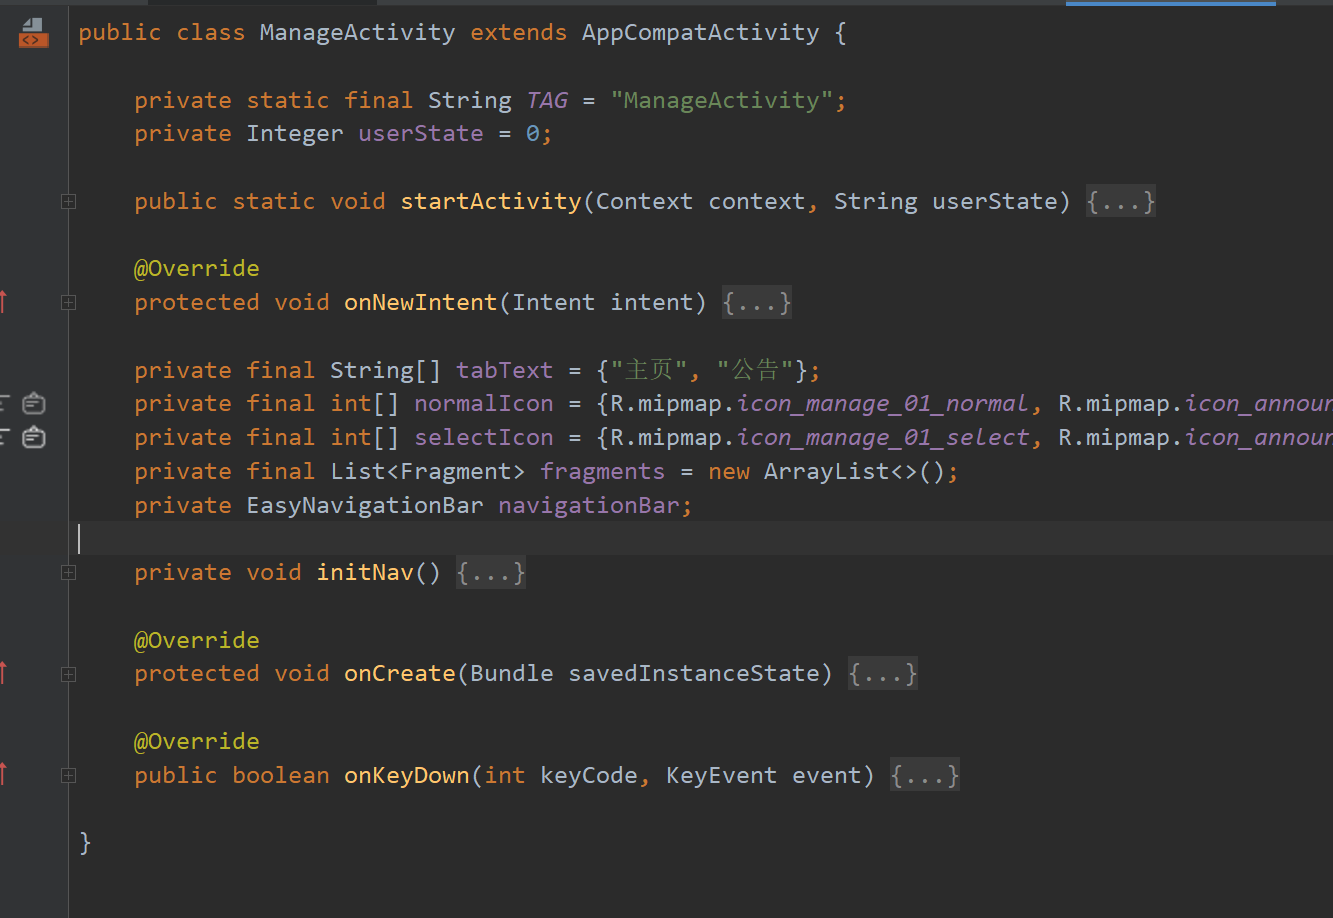 public class ManageActivity extends AppCompatActivity {
private static final String TAG = "ManageActivity";
private Integer userState = 0;
public static void startActivity(Context context, String userState) {...}
@Override
protected void onNewIntent(Intent intent) {...}
private final String[] tabText = {"主页", "公告"};
private final int[] normalIcon = {R.mipmap.icon_manage_01_normal, R.mipmap.
private final int[] selectIcon = {R.mipmap.icon_manage_01_select, R.mipmap.
private final List<Fragment> fragments = new ArrayList<>();
private EasyNavigationBar navigationBar;
private void initNav() {...}
@Override
protected void onCreate(Bundle savedInstanceState) {...}
@Override
public boolean onKeyDown(int keyCode, KeyEvent event) {...}
}